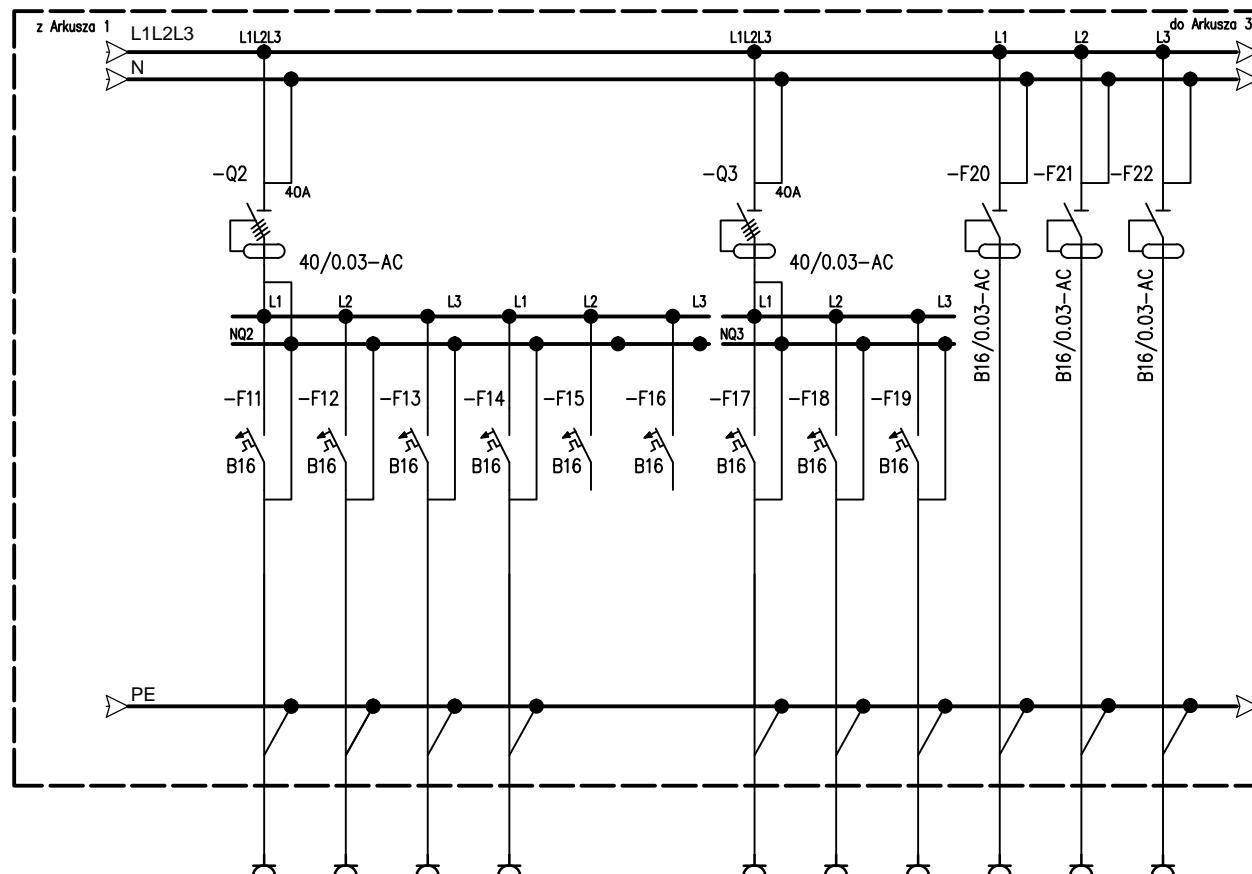 z Arkusza 1
do Arkusza 3
L1L2L3
L1L2L3
L1L2L3
L1
L2
L3
N
-Q2
40A
-Q3
40A
-F20
-F21
-F22
40/0.03-AC
40/0.03-AC
B16/0.03-AC
B16/0.03-AC
B16/0.03-AC
L1
L2
L3
L1
L2
L3
L1
L2
L3
NQ2
NQ3
-F11
-F12
-F13
-F14
-F15
-F16
-F17
-F18
-F19
B16
B16
B16
B16
B16
B16
B16
B16
B16
PE